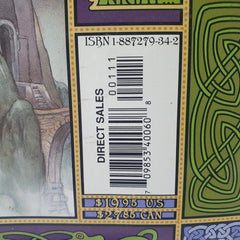 ISBN 1-887279-34-2
00111
DIRECT SALES
7 09853 40060 8
$19.95 US
$27.95 CAN